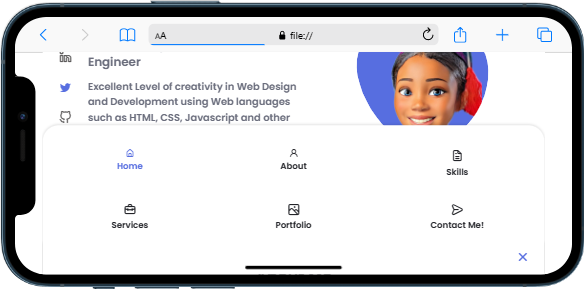 AA
file://
in
Engineer
Excellent Level of creativity in Web Design
and Development using Web languages
such as HTML, CSS, Javascript and other
Home
About
Skills
Services
Portfolio
Contact Me!